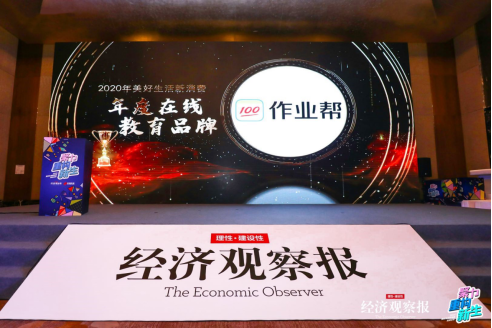 2020年美好生活新消费
年度在线
教育品牌
100
作业帮
理性·建设性
经济观察报
The Economic Observer
经济观察报